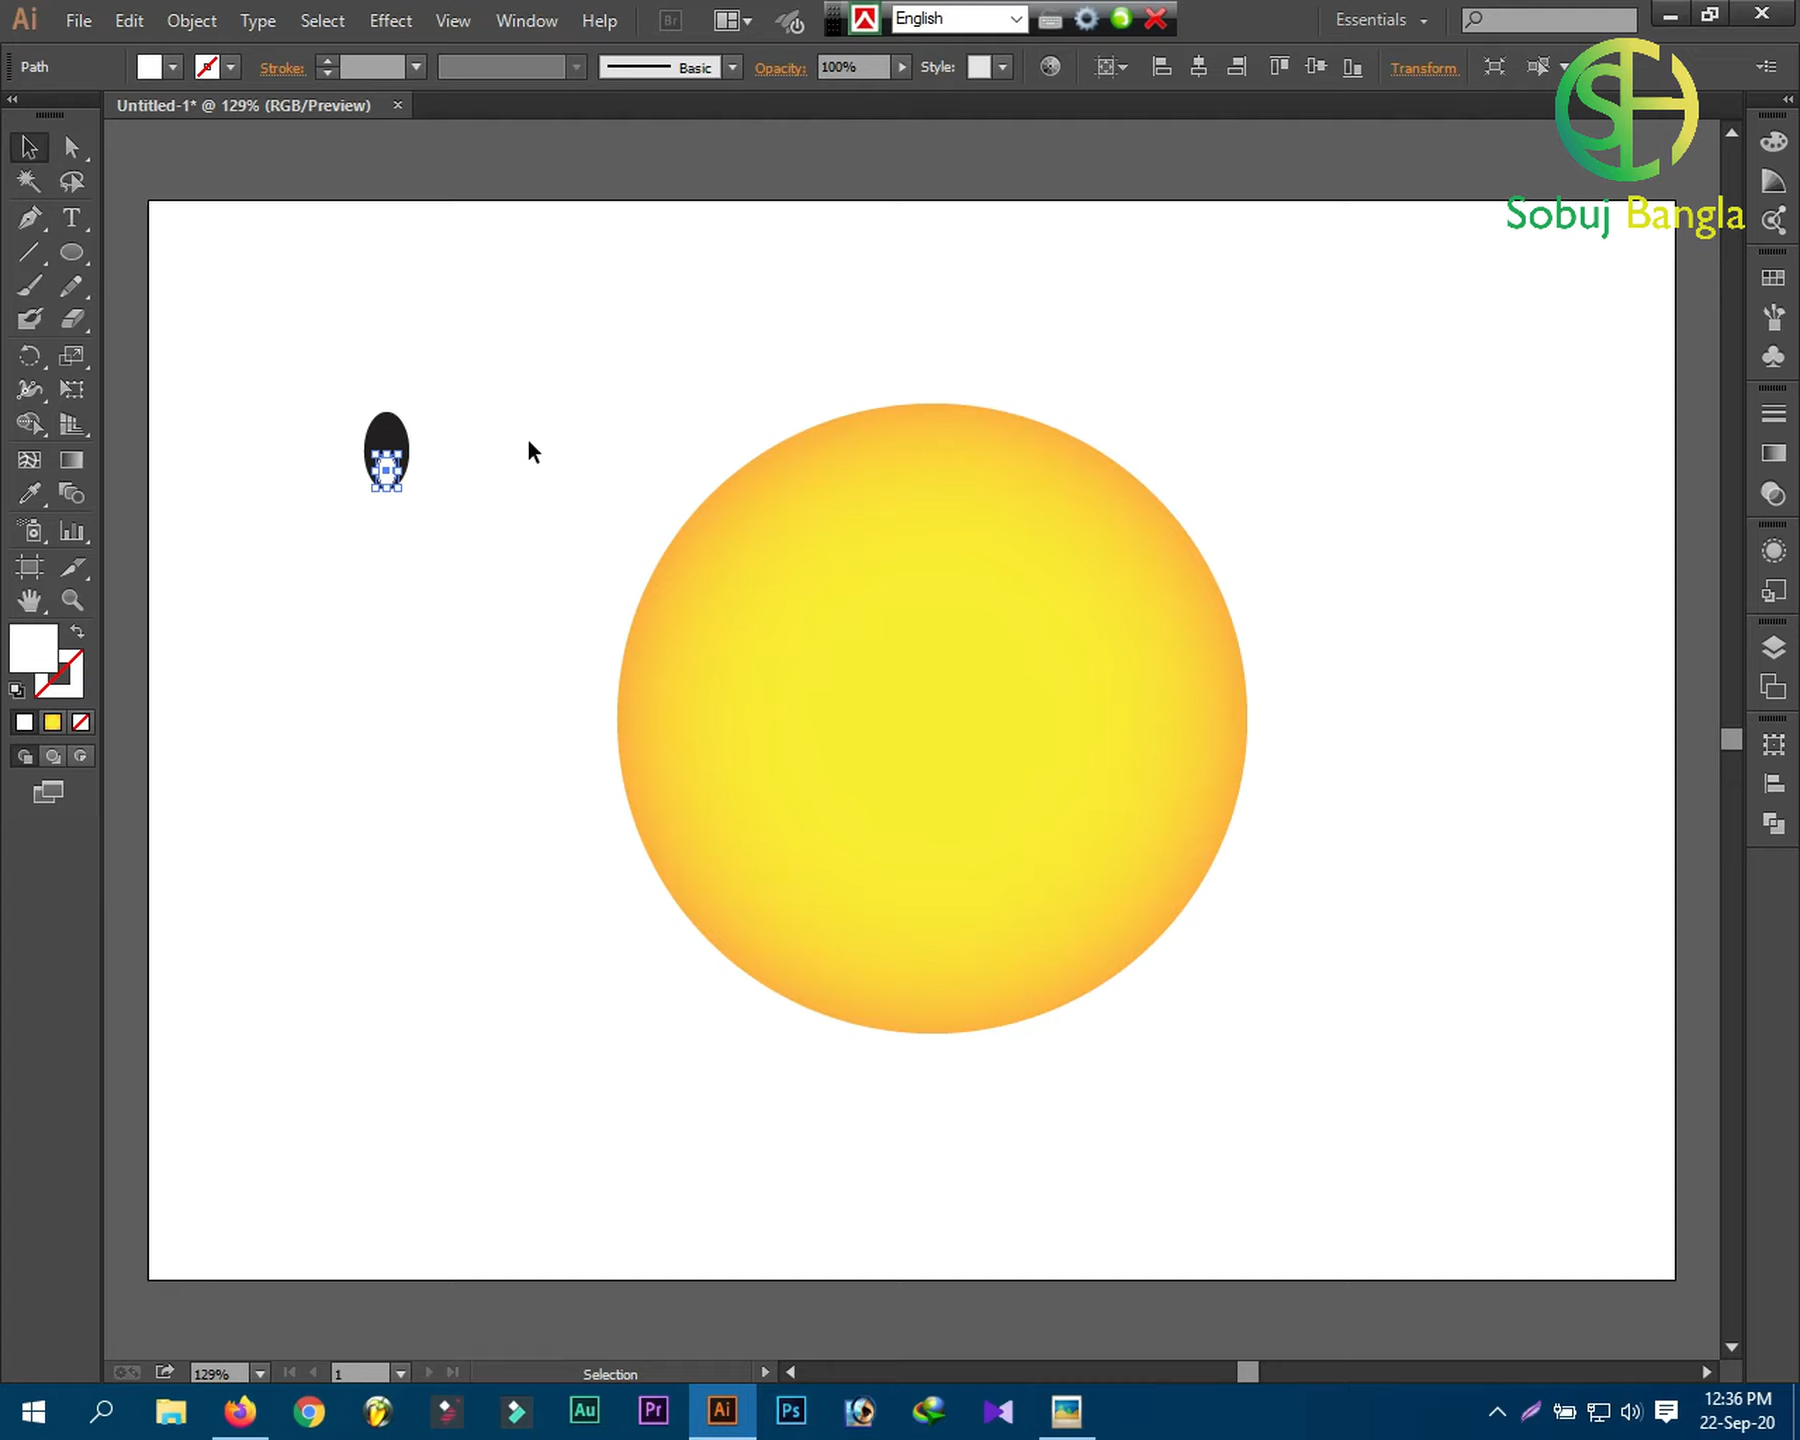 Ai File Edit Object Type Select Effect View Window Help Br English Essentials
Path Stroke: Basic Opacity: 100% Style: Transform
Untitled-1* @ 129% (RGB/Preview) ×
SH
Sobuj Bangla
T
129% 1 Selection
Au Pr Ai Ps 12:36 PM
22-Sep-20